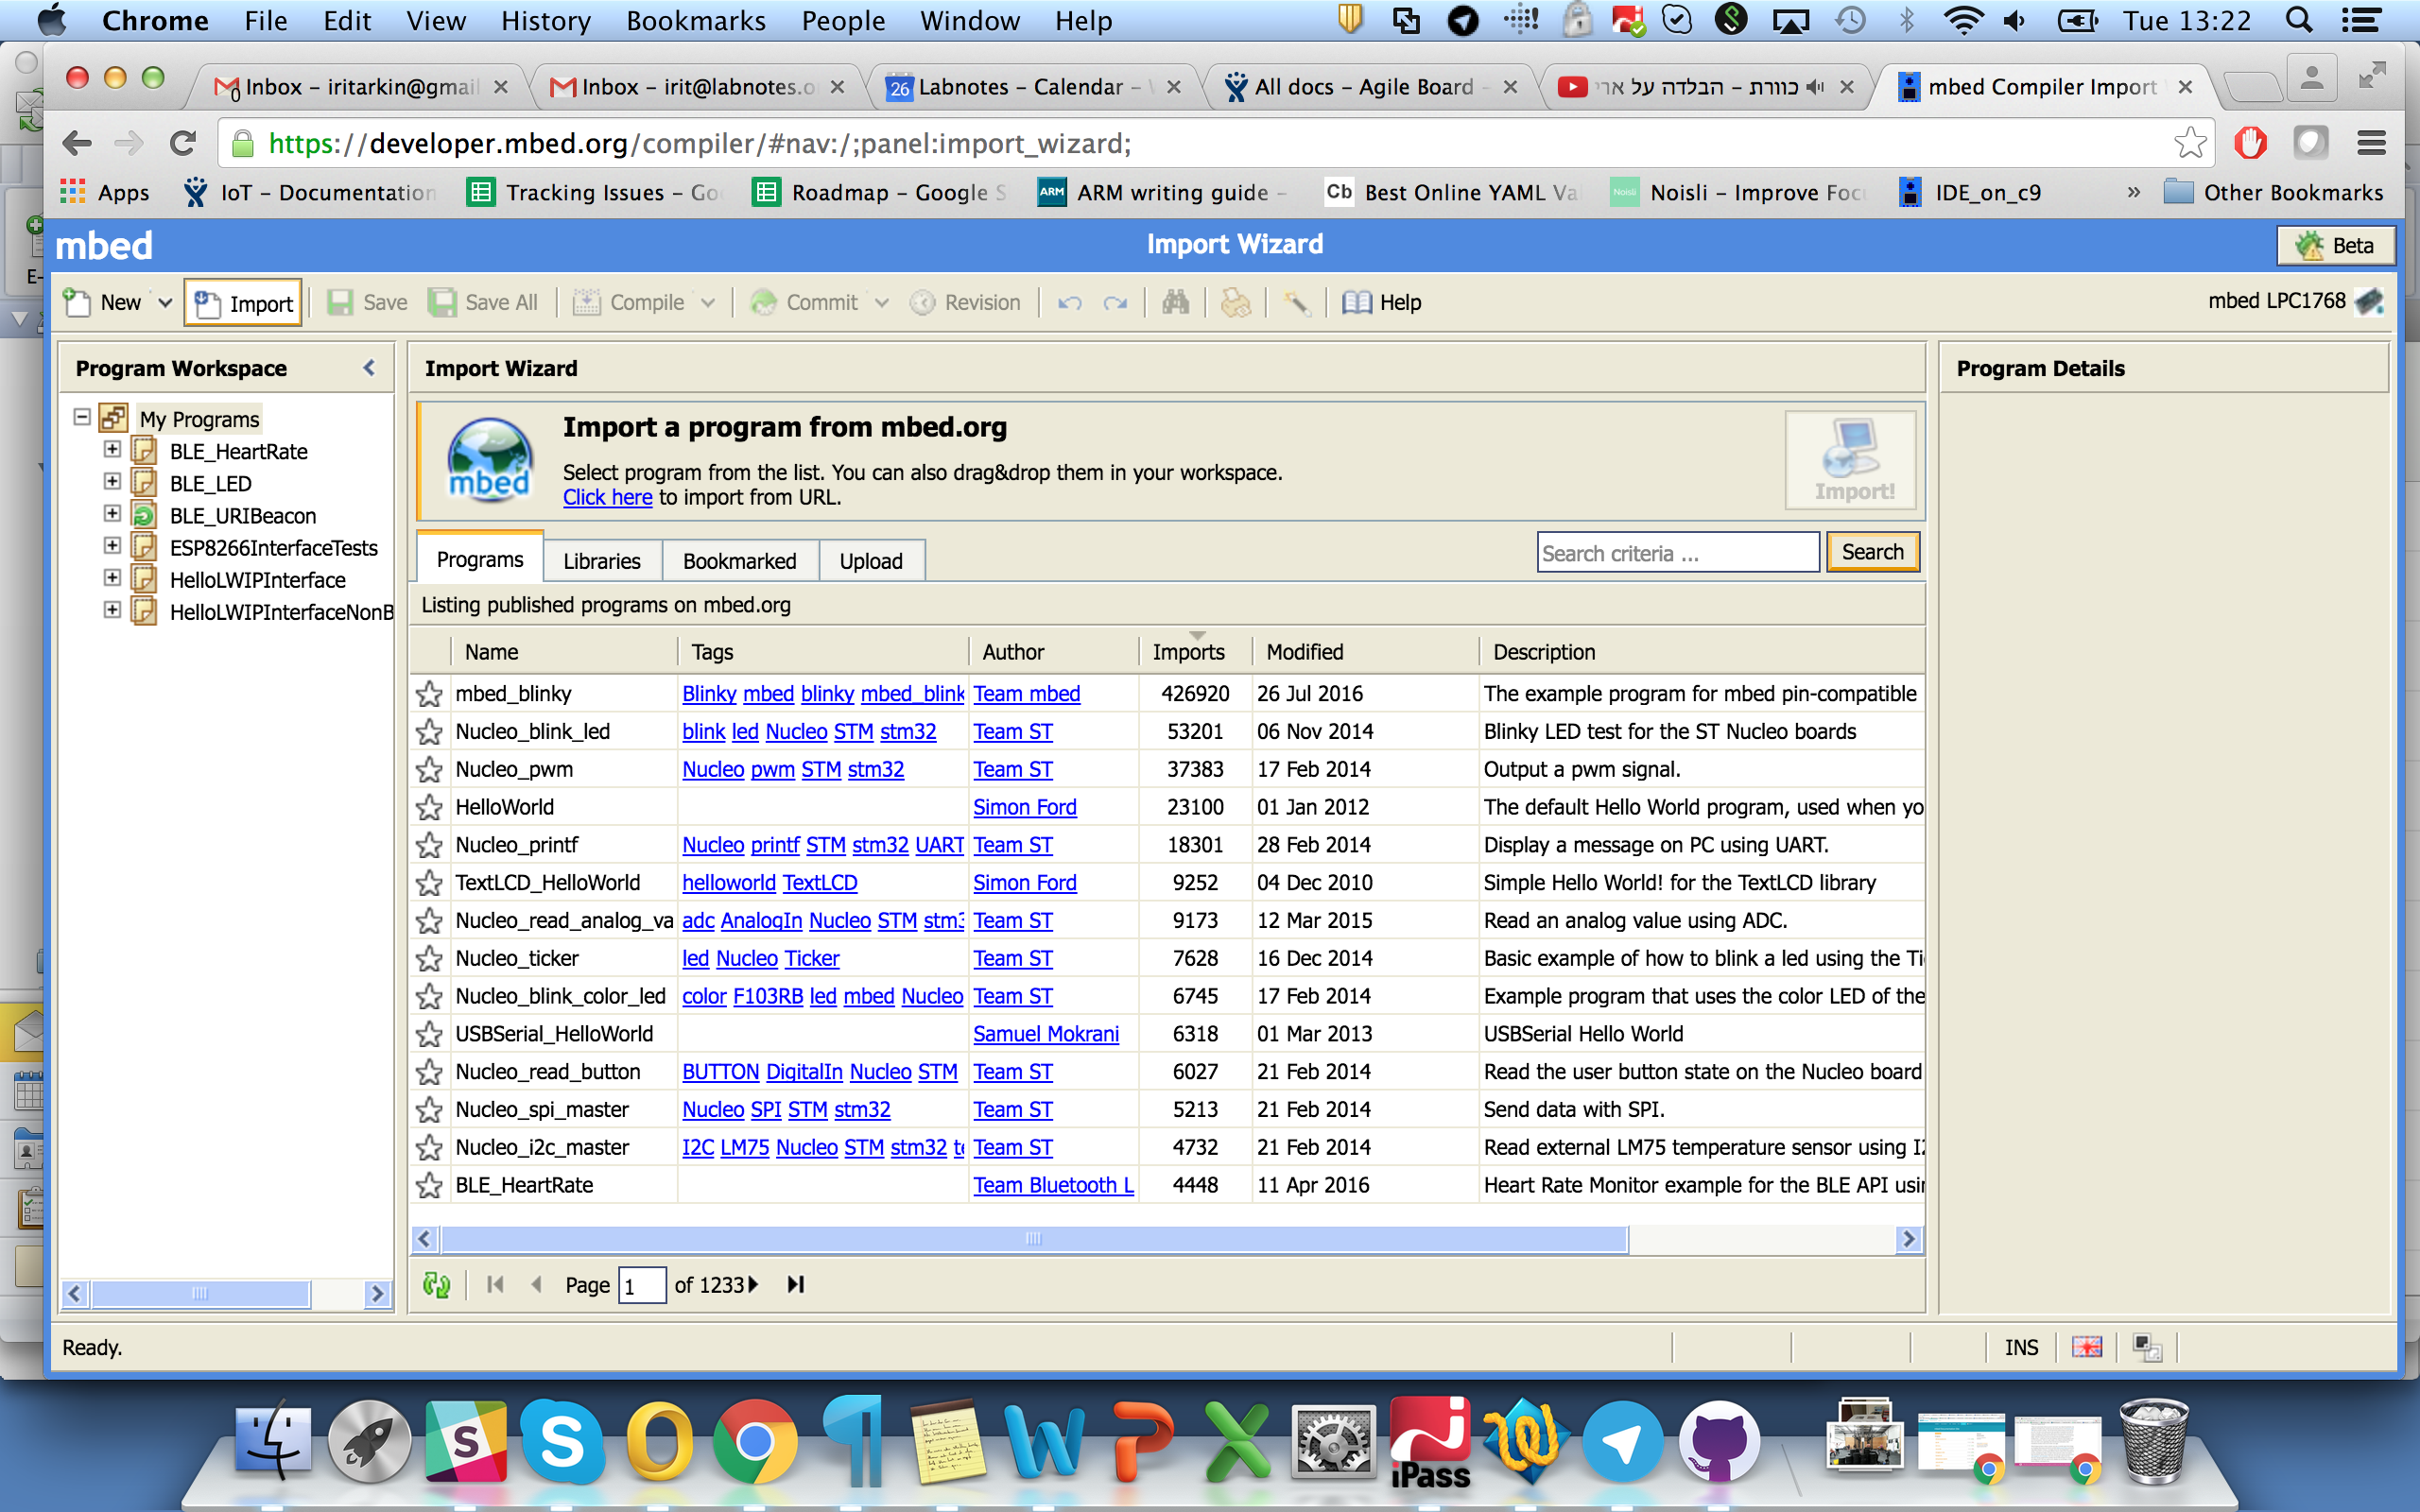 Chrome File Edit View History Bookmarks People Window Help Tue 13:22
Inbox – iritarkin@gmail Inbox – irit@labnotes.o Labnotes – Calendar – All docs – Agile Board – כוורת – הבלדה על ארי mbed Compiler Import
https://developer.mbed.org/compiler/#nav:/;panel:import_wizard;
Apps IoT – Documentation Tracking Issues – Go Roadmap – Google S ARM ARM writing guide – Cb Best Online YAML Va Noisli Noisli – Improve Foc IDE_on_c9 » Other Bookmarks
mbed Import Wizard Beta
New Import Save Save All Compile Commit Revision Help mbed LPC1768
Program Workspace
My Programs
BLE_HeartRate
BLE_LED
BLE_URIBeacon
ESP8266InterfaceTests
HelloLWIPInterface
HelloLWIPInterfaceNonB
Import Wizard
mbed
Import a program from mbed.org
Select program from the list. You can also drag&drop them in your workspace.
Click here to import from URL.
Import!
Programs Libraries Bookmarked Upload Search criteria ... Search
Listing published programs on mbed.org
Name Tags Author Imports Modified Description
mbed_blinky Blinky mbed blinky mbed_blink Team mbed 426920 26 Jul 2016 The example program for mbed pin-compatible
Nucleo_blink_led blink led Nucleo STM stm32 Team ST 53201 06 Nov 2014 Blinky LED test for the ST Nucleo boards
Nucleo_pwm Nucleo pwm STM stm32 Team ST 37383 17 Feb 2014 Output a pwm signal.
HelloWorld Simon Ford 23100 01 Jan 2012 The default Hello World program, used when yo
Nucleo_printf Nucleo printf STM stm32 UART Team ST 18301 28 Feb 2014 Display a message on PC using UART.
TextLCD_HelloWorld helloworld TextLCD Simon Ford 9252 04 Dec 2010 Simple Hello World! for the TextLCD library
Nucleo_read_analog_va adc AnalogIn Nucleo STM stm3 Team ST 9173 12 Mar 2015 Read an analog value using ADC.
Nucleo_ticker led Nucleo Ticker Team ST 7628 16 Dec 2014 Basic example of how to blink a led using the Ti
Nucleo_blink_color_led color F103RB led mbed Nucleo Team ST 6745 17 Feb 2014 Example program that uses the color LED of the
USBSerial_HelloWorld Samuel Mokrani 6318 01 Mar 2013 USBSerial Hello World
Nucleo_read_button BUTTON DigitalIn Nucleo STM Team ST 6027 21 Feb 2014 Read the user button state on the Nucleo board
Nucleo_spi_master Nucleo SPI STM stm32 Team ST 5213 21 Feb 2014 Send data with SPI.
Nucleo_i2c_master I2C LM75 Nucleo STM stm32 te Team ST 4732 21 Feb 2014 Read external LM75 temperature sensor using I2
BLE_HeartRate Team Bluetooth L 4448 11 Apr 2016 Heart Rate Monitor example for the BLE API usin
Page 1 of 1233
Program Details
Ready. INS
iPass